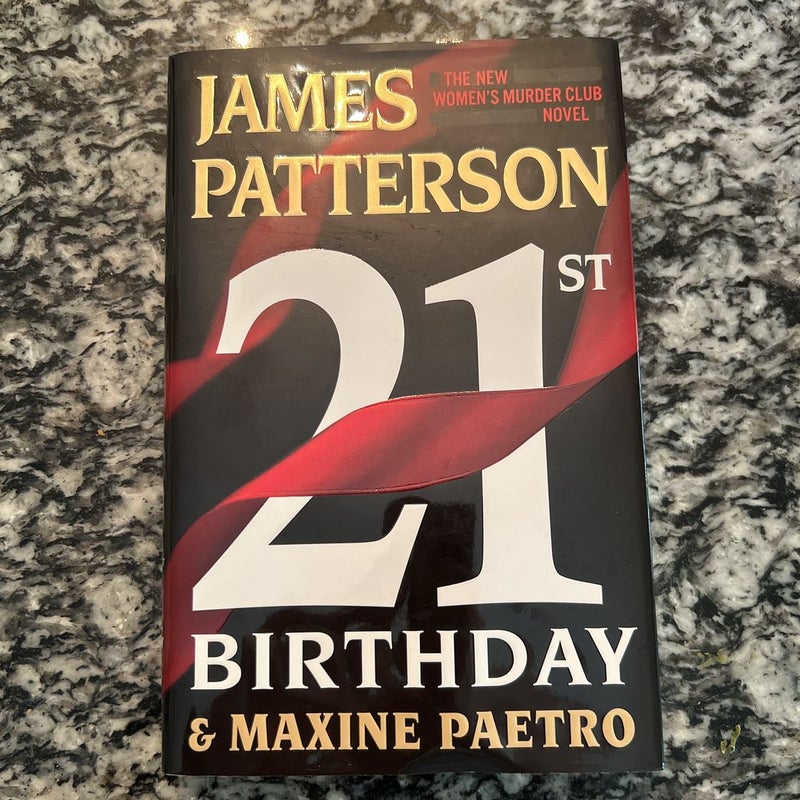 JAMES
PATTERSON
THE NEW
WOMEN'S MURDER CLUB
NOVEL
21ST
BIRTHDAY
& MAXINE PAETRO